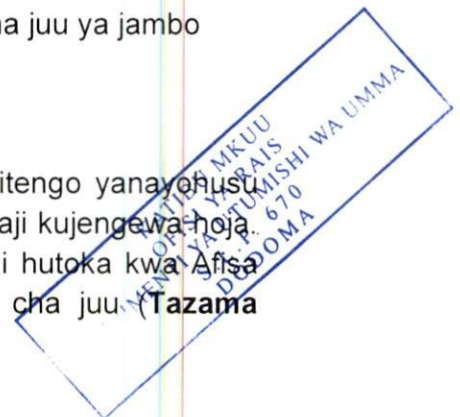 na juu ya jambo
itengo yanayohusu
aji kujengewa hoja.
i hutoka kwa Afisa
cha juu (Tazama
KATIBU MKUU
OFISI YA RAIS
MENEJ YA UTUMISHI WA UMMA
S.L.P. 670
DODOMA